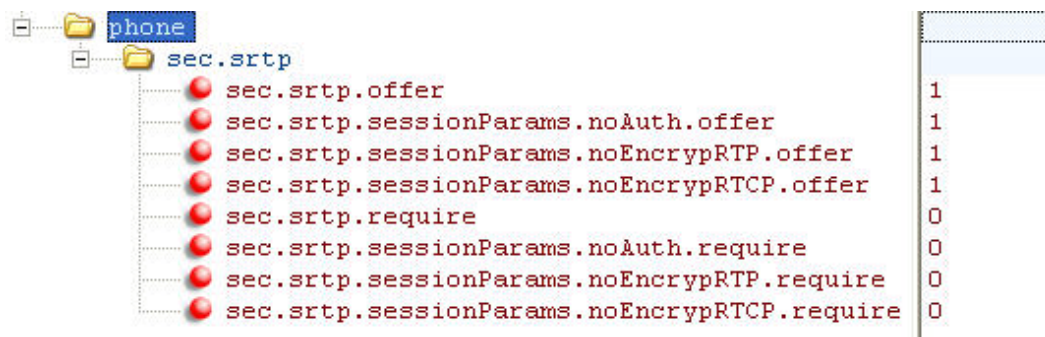 phone
sec.srtp
sec.srtp.offer 1
sec.srtp.sessionParams.noAuth.offer 1
sec.srtp.sessionParams.noEncrypRTP.offer 1
sec.srtp.sessionParams.noEncrypRTCP.offer 1
sec.srtp.require 0
sec.srtp.sessionParams.noAuth.require 0
sec.srtp.sessionParams.noEncrypRTP.require 0
sec.srtp.sessionParams.noEncrypRTCP.require 0